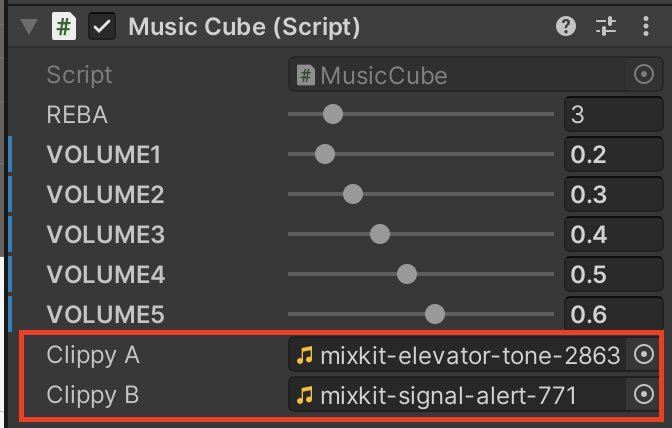 Music Cube (Script)
Script MusicCube
REBA 3
VOLUME1 0.2
VOLUME2 0.3
VOLUME3 0.4
VOLUME4 0.5
VOLUME5 0.6
Clippy A mixkit-elevator-tone-2863
Clippy B mixkit-signal-alert-771